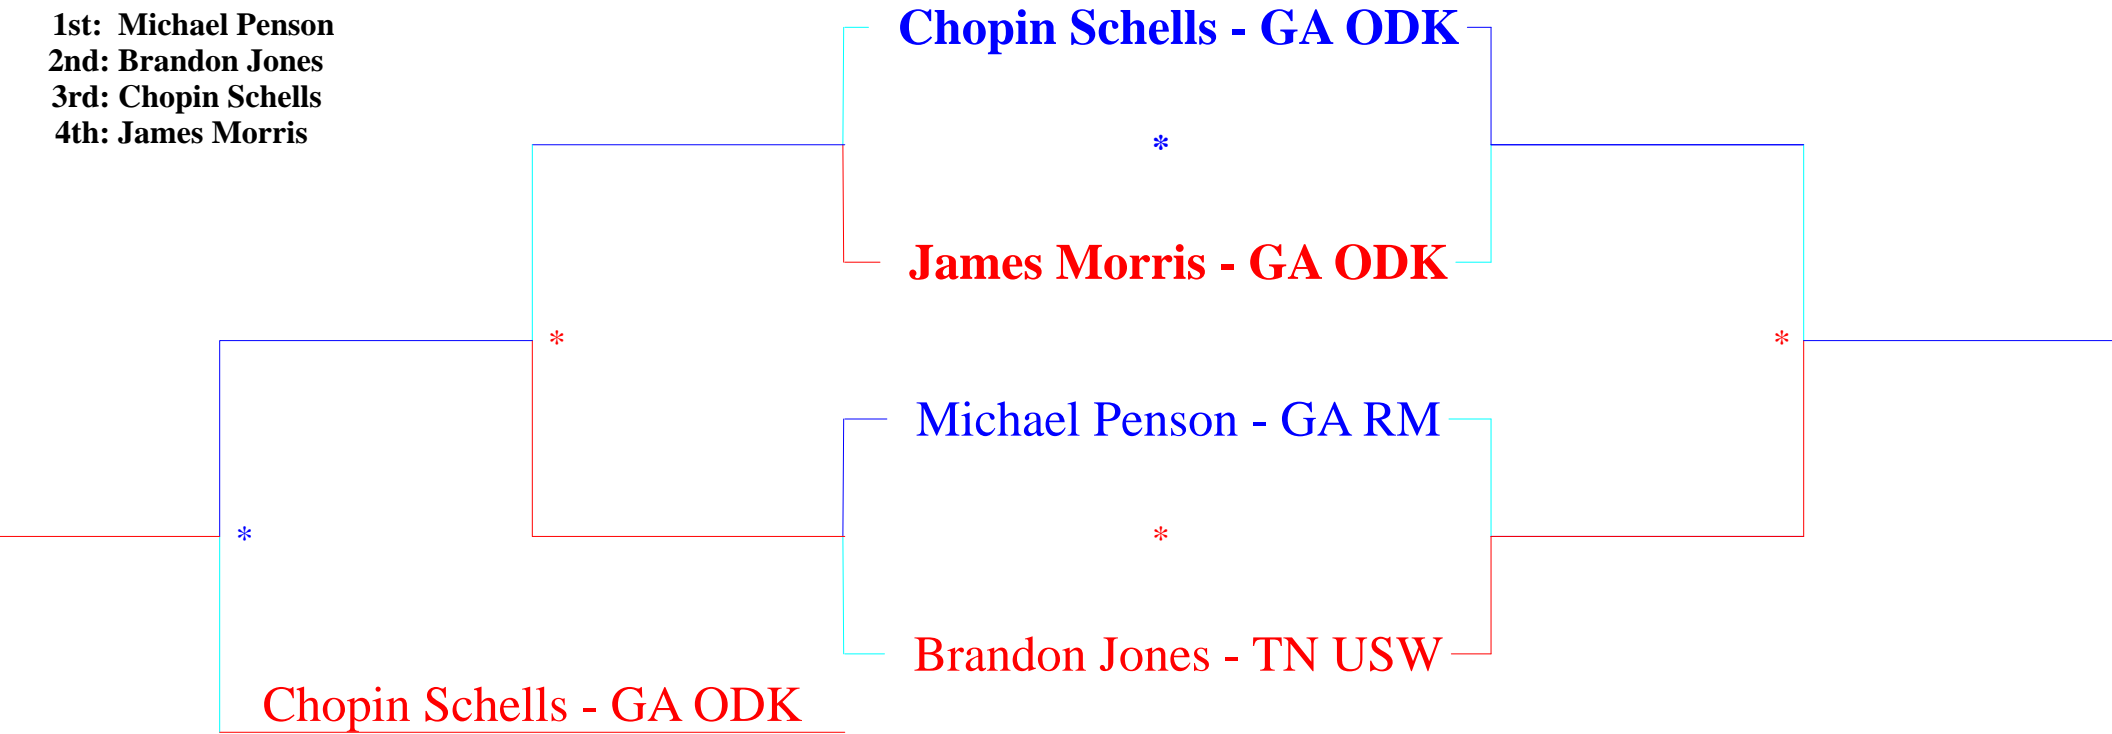 1st: Michael Penson
2nd: Brandon Jones
3rd: Chopin Schells
4th: James Morris
Chopin Schells - GA ODK
*
James Morris - GA ODK
* *
Michael Penson - GA RM
* *
Brandon Jones - TN USW
Chopin Schells - GA ODK